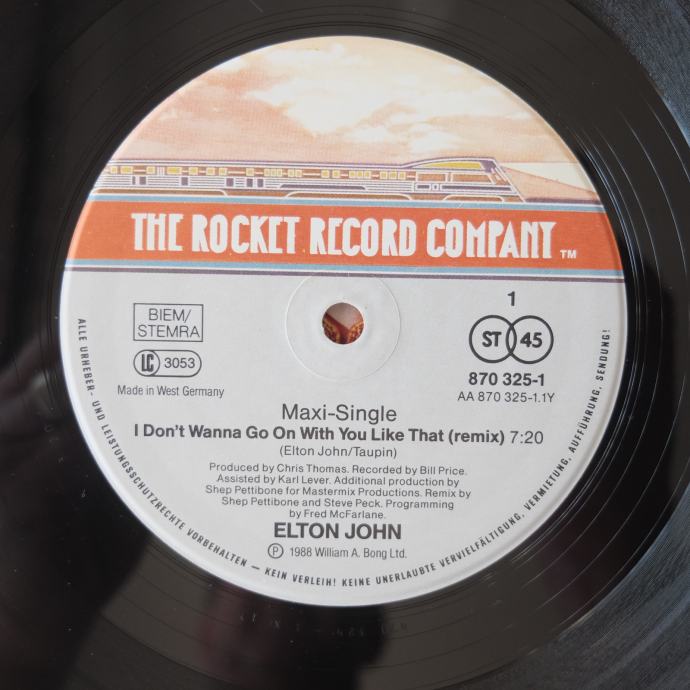 THE ROCKET RECORD COMPANY ™
BIEM/
STEMRA
LC 3053
Made in West Germany
1
ST 45
870 325-1
AA 870 325-1.1Y
Maxi-Single
I Don't Wanna Go On With You Like That (remix) 7:20
(Elton John/Taupin)
Produced by Chris Thomas. Recorded by Bill Price.
Assisted by Karl Lever. Additional production by
Shep Pettibone for Mastermix Productions. Remix by
Shep Pettibone and Steve Peck. Programming
by Fred McFarlane.
ELTON JOHN
Ⓟ 1988 William A. Bong Ltd.
ALLE URHEBER- UND LEISTUNGSSCHUTZRECHTE VORBEHALTEN – KEIN VERLEIH! KEINE UNERLAUBTE VERVIELFÄLTIGUNG, VERMIETUNG, AUFFÜHRUNG, SENDUNG!